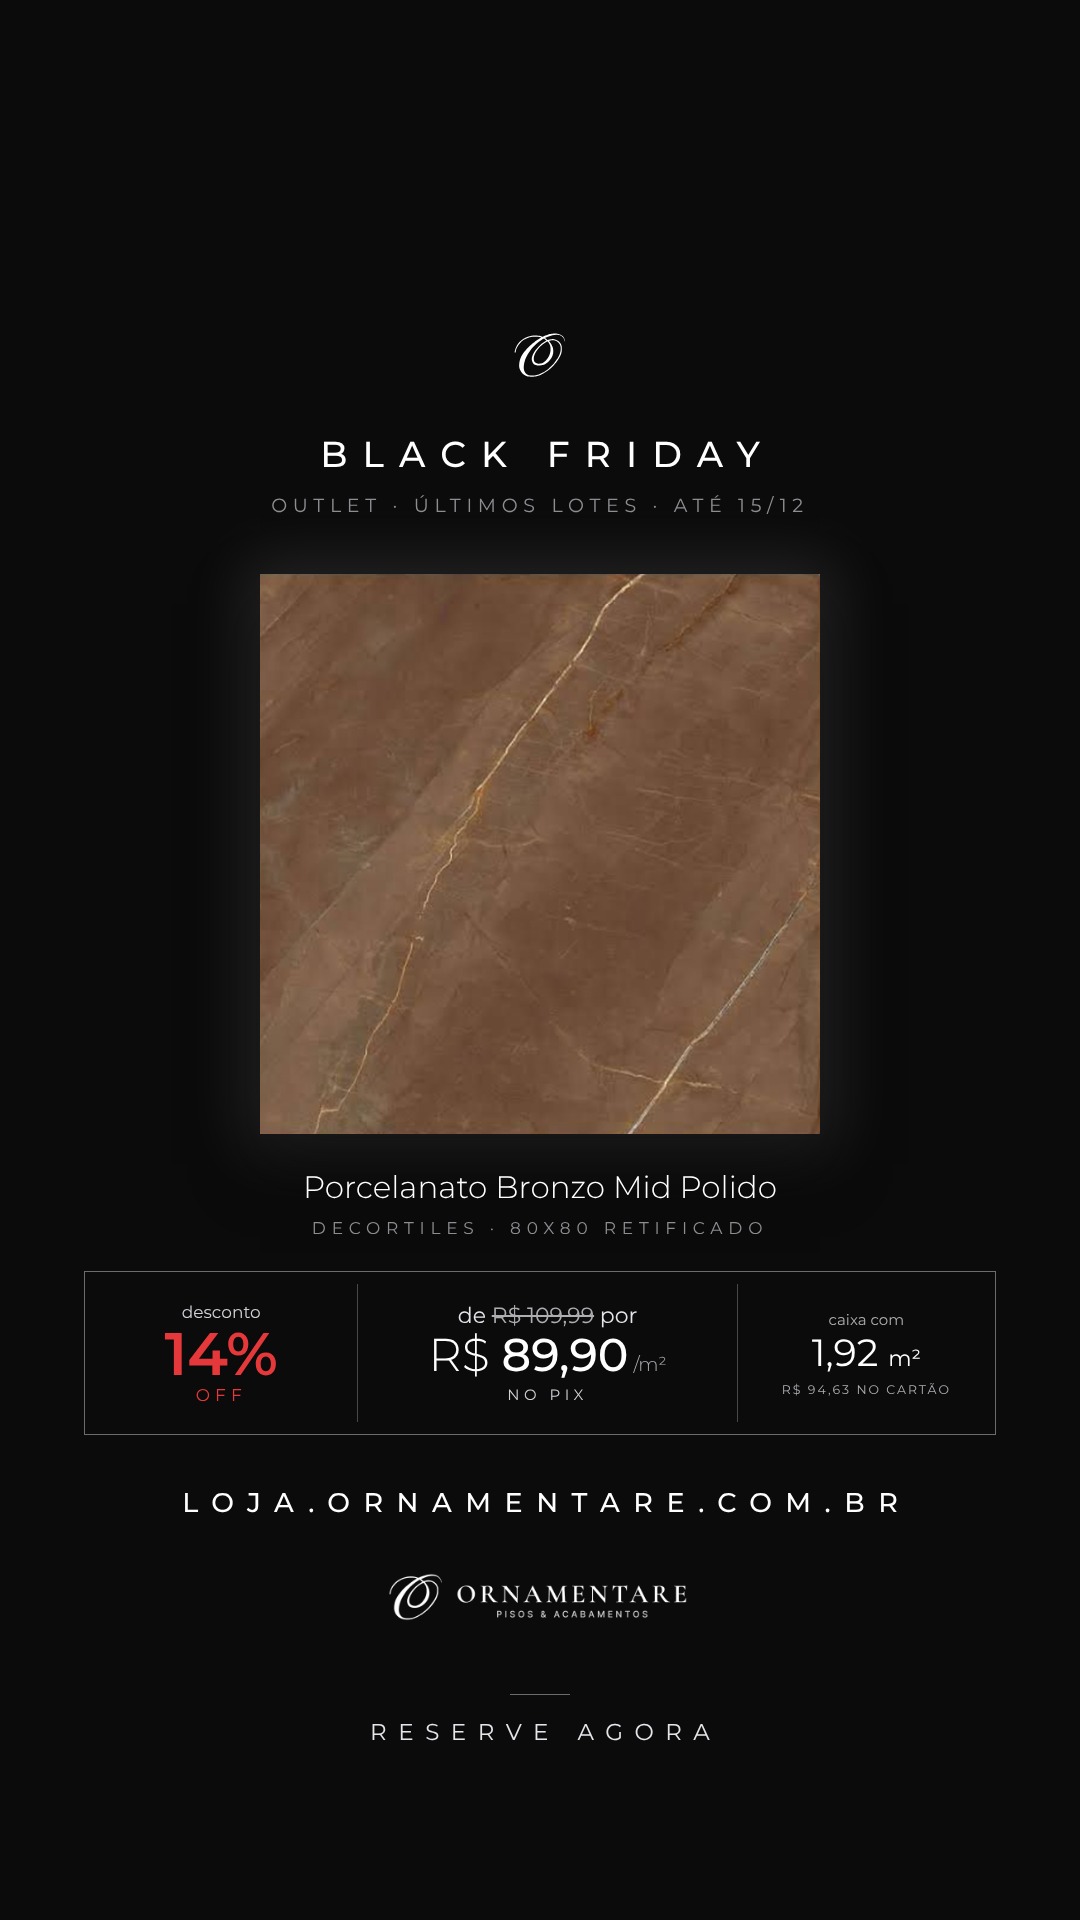 O
BLACK FRIDAY
OUTLET · ÚLTIMOS LOTES · ATÉ 15/12
Porcelanato Bronzo Mid Polido
DECORTILES · 80X80 RETIFICADO
desconto
14%
OFF
de R$ 109,99 por
R$ 89,90 /m²
NO PIX
caixa com
1,92 m²
R$ 94,63 NO CARTÃO
LOJA.ORNAMENTARE.COM.BR
O ORNAMENTARE
PISOS & ACABAMENTOS
RESERVE AGORA